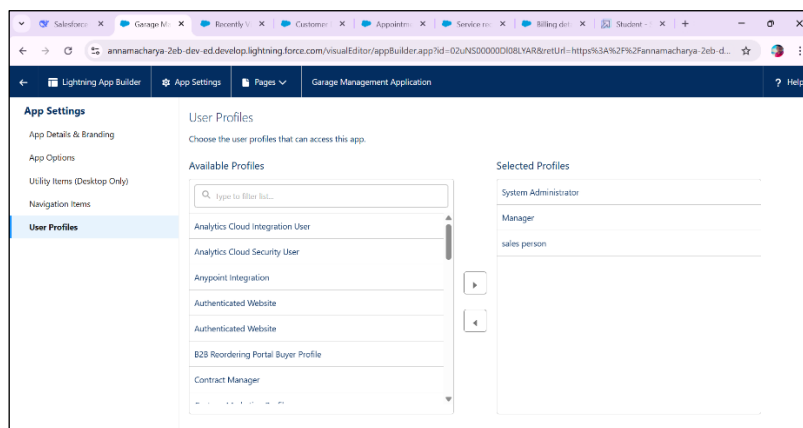 Salesforce
Garage Ma
Recently V
Customer
Appointm
Service re
Billing det
Student -
annamacharya-2eb-dev-ed.develop.lightning.force.com/visualEditor/appBuilder.app?id=02uNS00000DI08LYAR&retUrl=https%3A%2F%2Fannamacharya-2eb-d...
Lightning App Builder
App Settings
Pages
Garage Management Application
? Help
App Settings
App Details & Branding
App Options
Utility Items (Desktop Only)
Navigation Items
User Profiles
User Profiles
Choose the user profiles that can access this app.
Available Profiles
Type to filter list...
Analytics Cloud Integration User
Analytics Cloud Security User
Anypoint Integration
Authenticated Website
Authenticated Website
B2B Reordering Portal Buyer Profile
Contract Manager
Selected Profiles
System Administrator
Manager
sales person